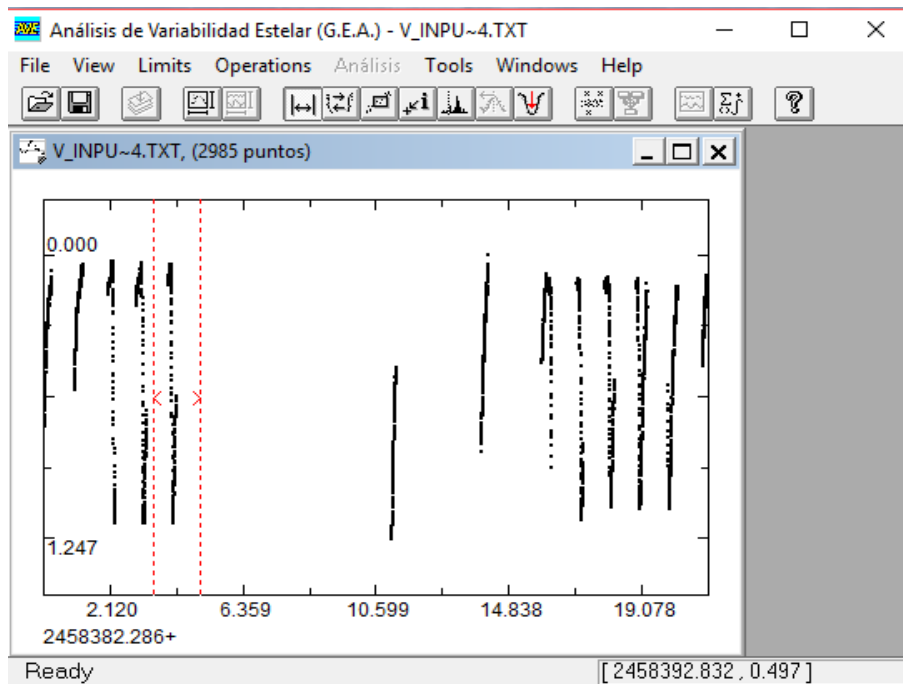 Análisis de Variabilidad Estelar (G.E.A.) - V_INPU~4.TXT
File View Limits Operations Análisis Tools Windows Help
V_INPU~4.TXT, (2985 puntos)
0.000
1.247
2.120 6.359 10.599 14.838 19.078
2458382.286+
Ready [ 2458392.832 , 0.497 ]